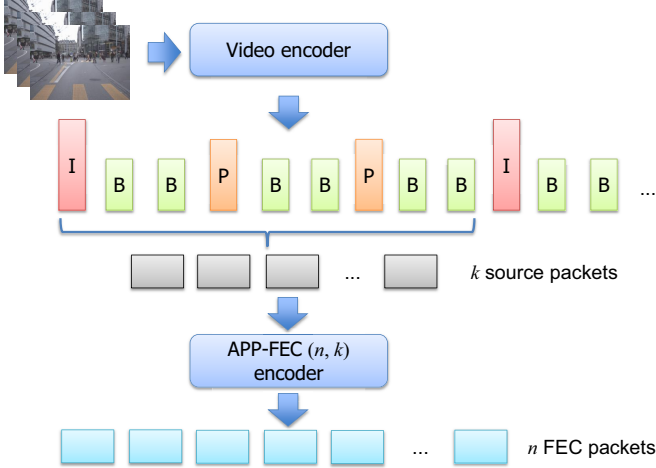 Video encoder
I B B P B B P B B I B B ...
... k source packets
APP-FEC (n, k)
encoder
... n FEC packets